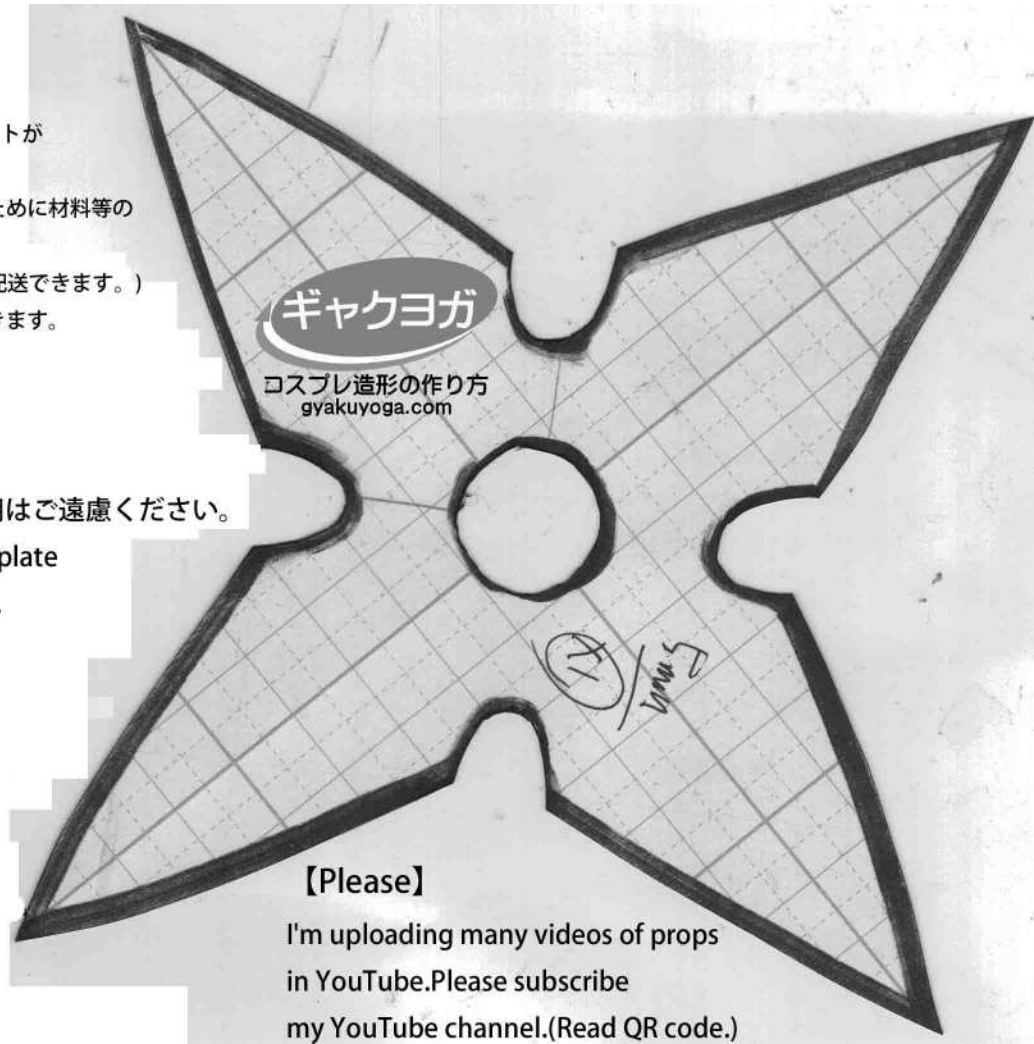 トが
ために材料等の
配送できます。)
きます。
ギャクヨガ
コスプレ造形の作り方
gyakuyoga.com
用はご遠慮ください。
plate
X1
5mm
【Please】
I'm uploading many videos of props
in YouTube.Please subscribe
my YouTube channel.(Read QR code.)